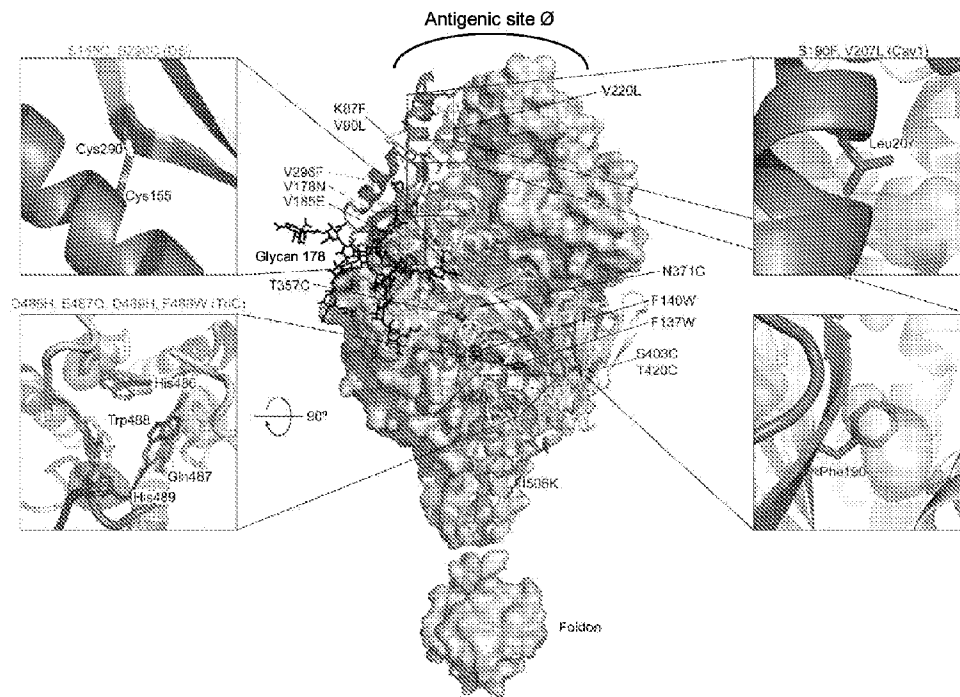 Antigenic site Ø
S155C, S290C (DS)
S190F, V207L (Cav1)
K87F
V90L
V220L
Cys290
Cys155
Leu207
V296F
V178N
V185E
Glycan 178
T357C
N371C
D486H, E487Q, D489H, F488W (TriC)
F140W
F137W
His486
S403C
T420C
Trp488
90º
Gln487
His489
Phe190
I506K
Foldon